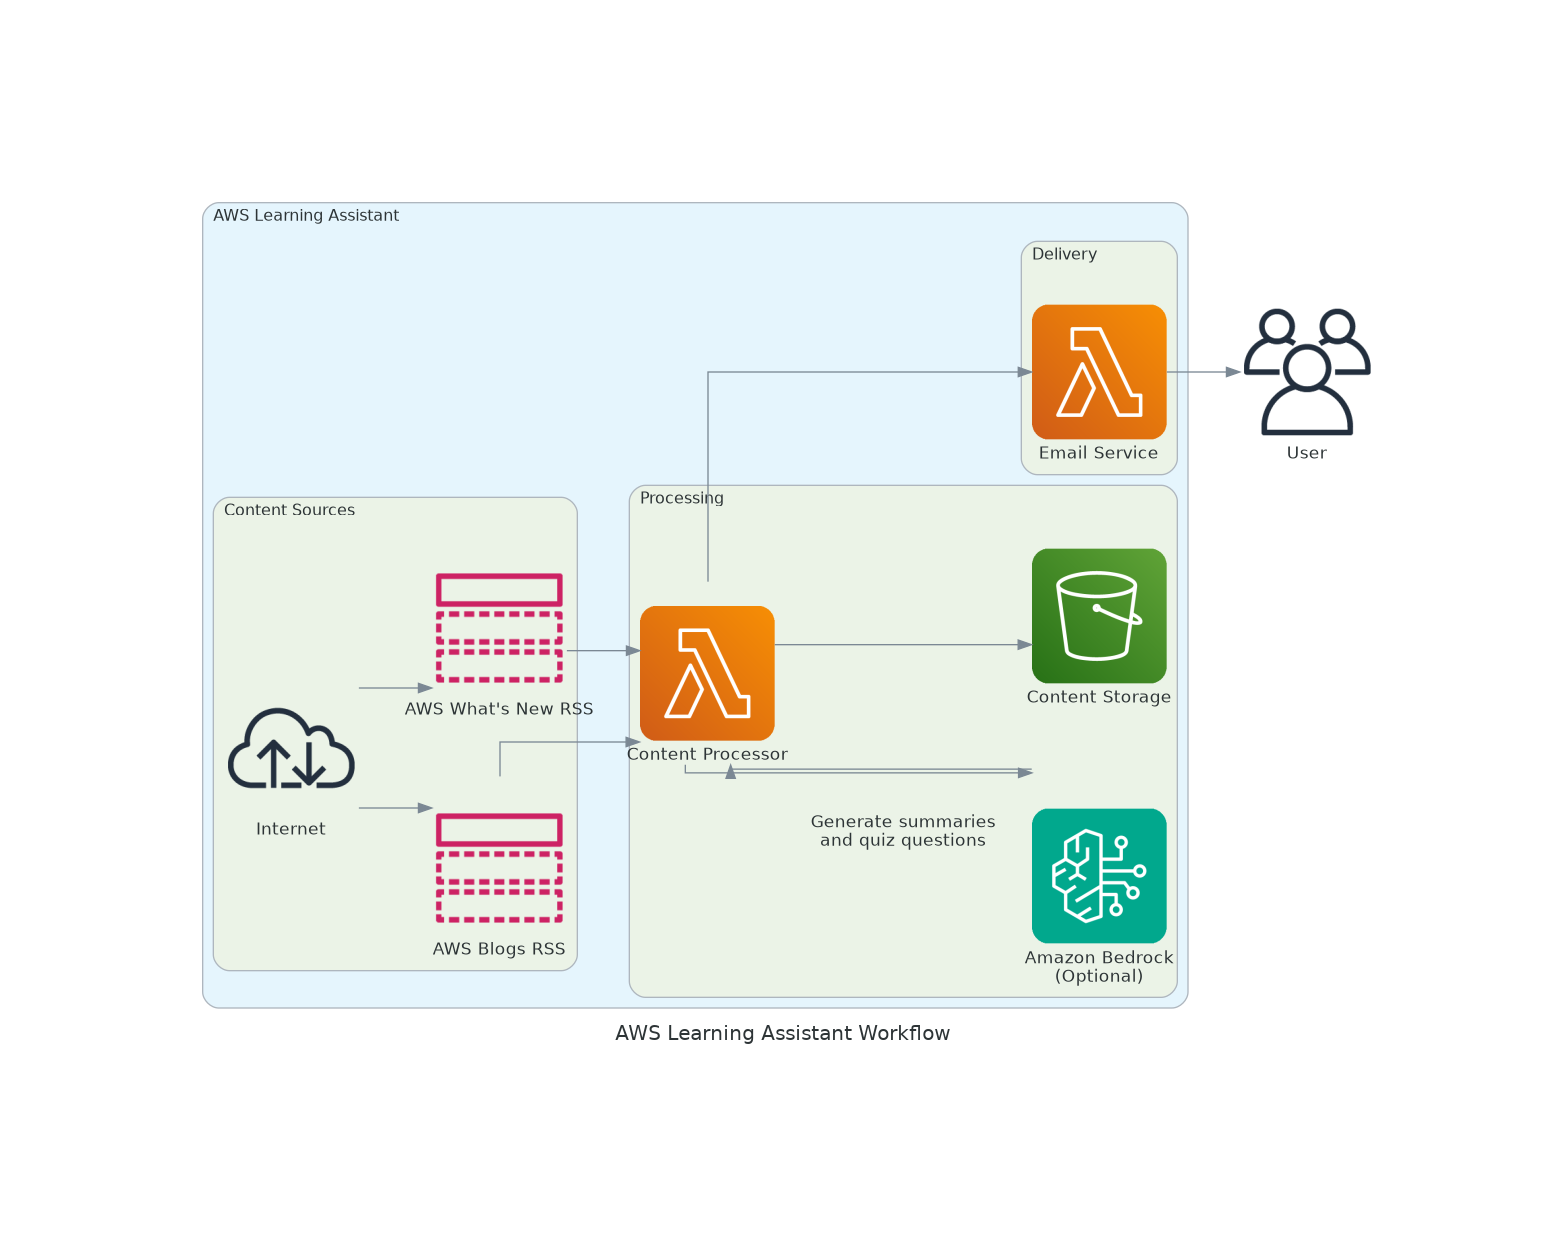 AWS Learning Assistant
Delivery
Email Service
User
Processing
Content Sources
Content Storage
AWS What's New RSS
Content Processor
Internet
Generate summaries
and quiz questions
AWS Blogs RSS
Amazon Bedrock
(Optional)
AWS Learning Assistant Workflow